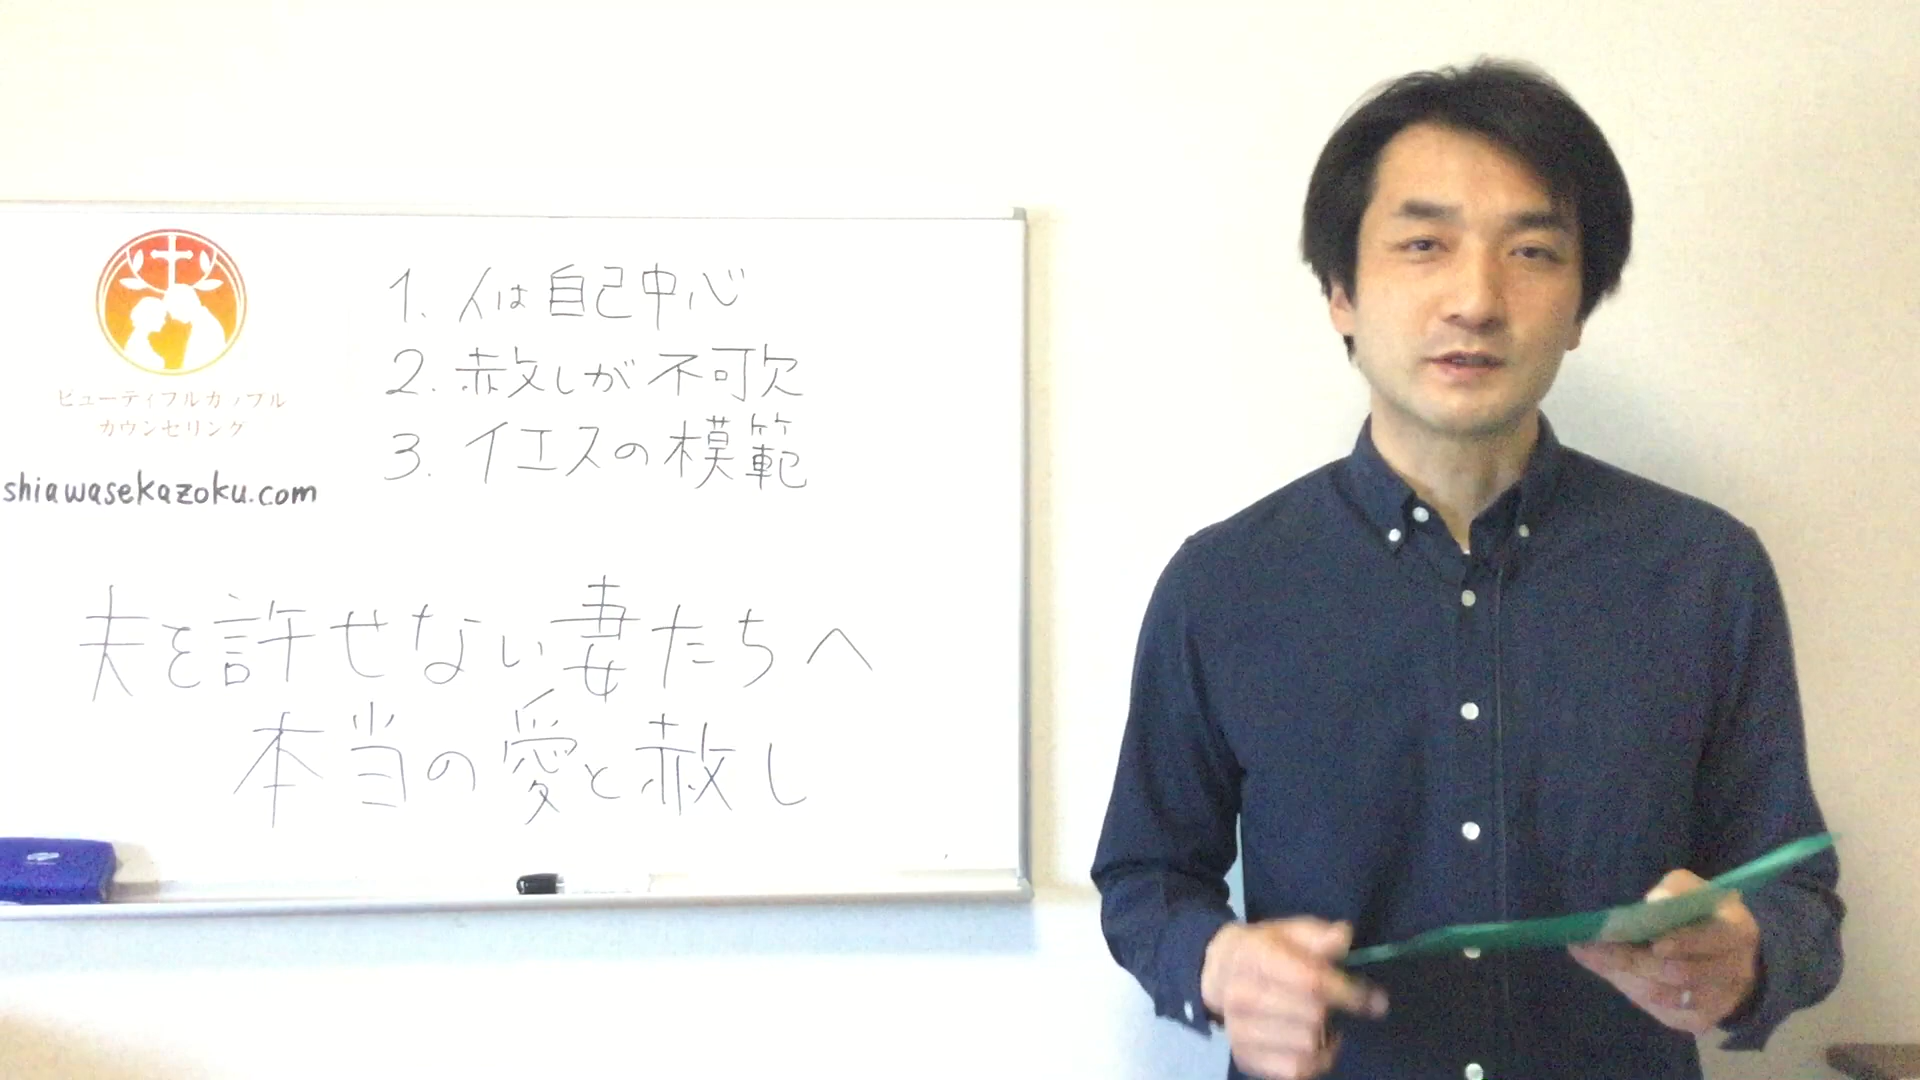 ビューティフルカップル
カウンセリング
shiawasekazoku.com
1. 人は自己中心
2. 赦しが不可欠
3. イエスの模範
夫を許せない妻たちへ
本当の愛と赦し